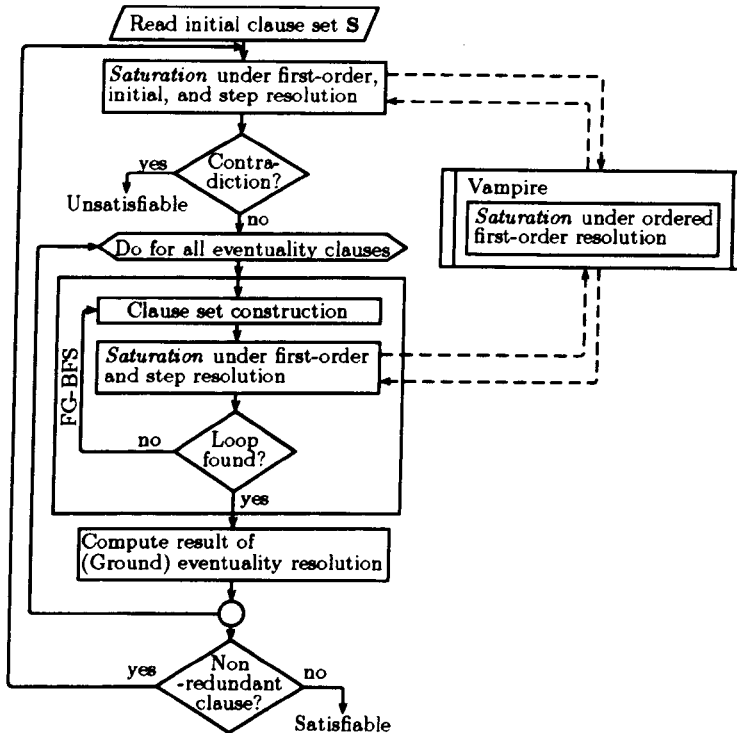 Read initial clause set S
Saturation under first-order,
initial, and step resolution
Contra-
diction?
yes
Unsatisfiable
no
Vampire
Saturation under ordered
first-order resolution
Do for all eventuality clauses
FG-BFS
Clause set construction
Saturation under first-order
and step resolution
no
Loop
found?
yes
Compute result of
(Ground) eventuality resolution
yes
Non
-redundant
clause?
no
Satisfiable